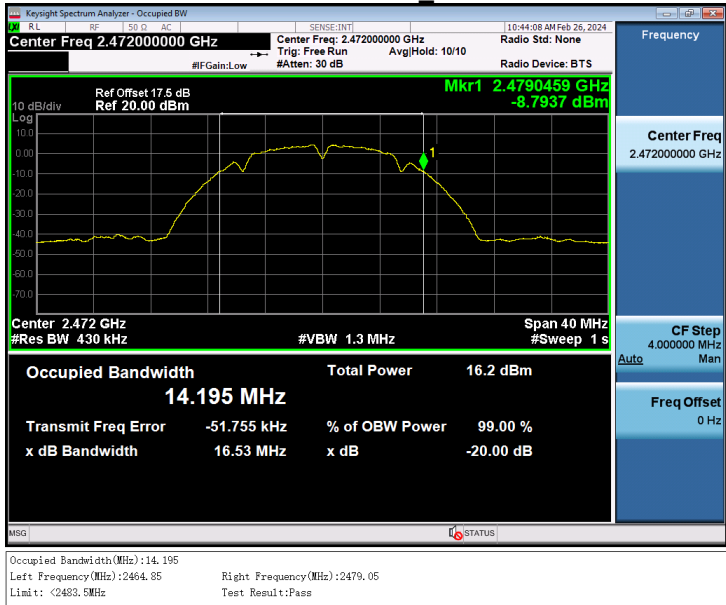 Keysight Spectrum Analyzer - Occupied BW
LXI RL RF 50 Ω AC SENSE:INT 10:44:08 AM Feb 26, 2024
Center Freq 2.472000000 GHz
Center Freq: 2.472000000 GHz Radio Std: None
Trig: Free Run Avg|Hold: 10/10
#IFGain:Low #Atten: 30 dB Radio Device: BTS
Frequency
Ref Offset 17.5 dB Mkr1 2.4790459 GHz
10 dB/div Ref 20.00 dBm -8.7937 dBm
Log
10.0
0.00
-10.0
-20.0
-30.0
-40.0
-50.0
-60.0
-70.0
1
Center Freq
2.472000000 GHz
Center 2.472 GHz Span 40 MHz
#Res BW 430 kHz #VBW 1.3 MHz #Sweep 1 s
CF Step
4.000000 MHz
Auto Man
Occupied Bandwidth Total Power 16.2 dBm
14.195 MHz
Transmit Freq Error -51.755 kHz % of OBW Power 99.00 %
x dB Bandwidth 16.53 MHz x dB -20.00 dB
Freq Offset
0 Hz
MSG STATUS
Occupied Bandwidth(MHz):14.195
Left Frequency(MHz):2464.85 Right Frequency(MHz):2479.05
Limit: <2483.5MHz Test Result:Pass